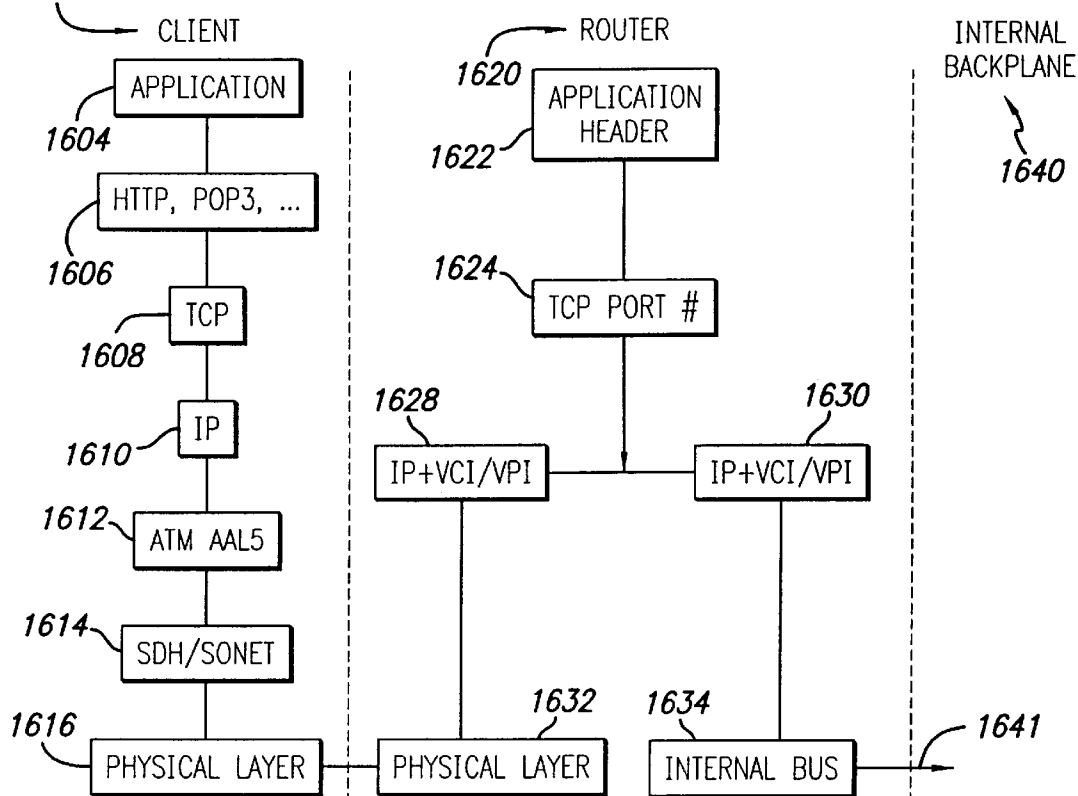 CLIENT
APPLICATION
1604
HTTP, POP3, ...
1606
TCP
1608
IP
1610
1612
ATM AAL5
1614
SDH/SONET
1616
PHYSICAL LAYER
ROUTER
1620
APPLICATION
HEADER
1622
1624
TCP PORT #
1628
IP+VCI/VPI
1630
IP+VCI/VPI
1632
PHYSICAL LAYER
1634
INTERNAL BUS
INTERNAL
BACKPLANE
1640
1641